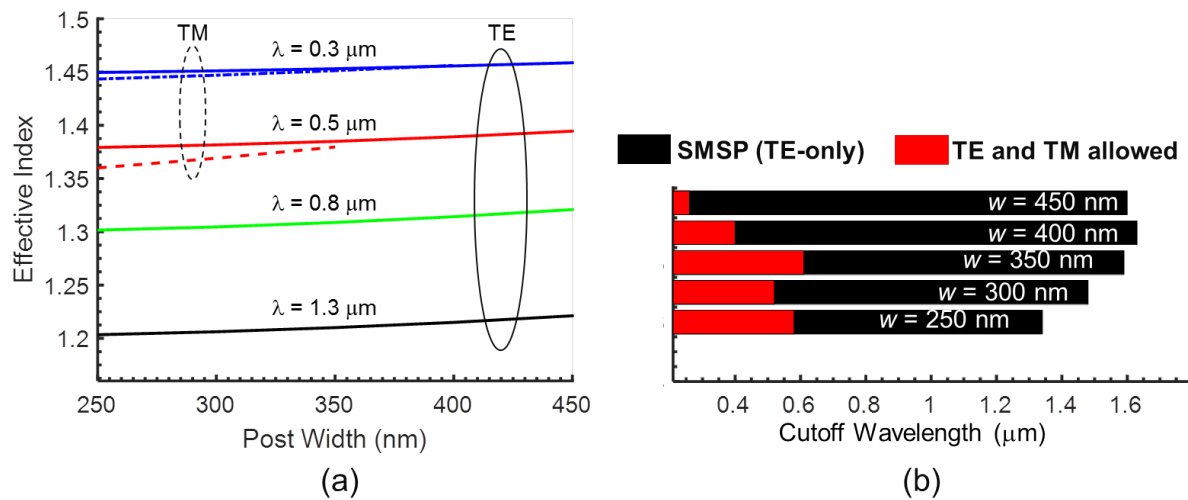 1.5
1.45
1.4
1.35
1.3
1.25
1.2
Effective Index
TM
TE
λ = 0.3 μm
λ = 0.5 μm
λ = 0.8 μm
λ = 1.3 μm
250 300 350 400 450
Post Width (nm)
(a)
SMSP (TE-only) TE and TM allowed
w = 450 nm
w = 400 nm
w = 350 nm
w = 300 nm
w = 250 nm
0.4 0.6 0.8 1 1.2 1.4 1.6
Cutoff Wavelength (μm)
(b)